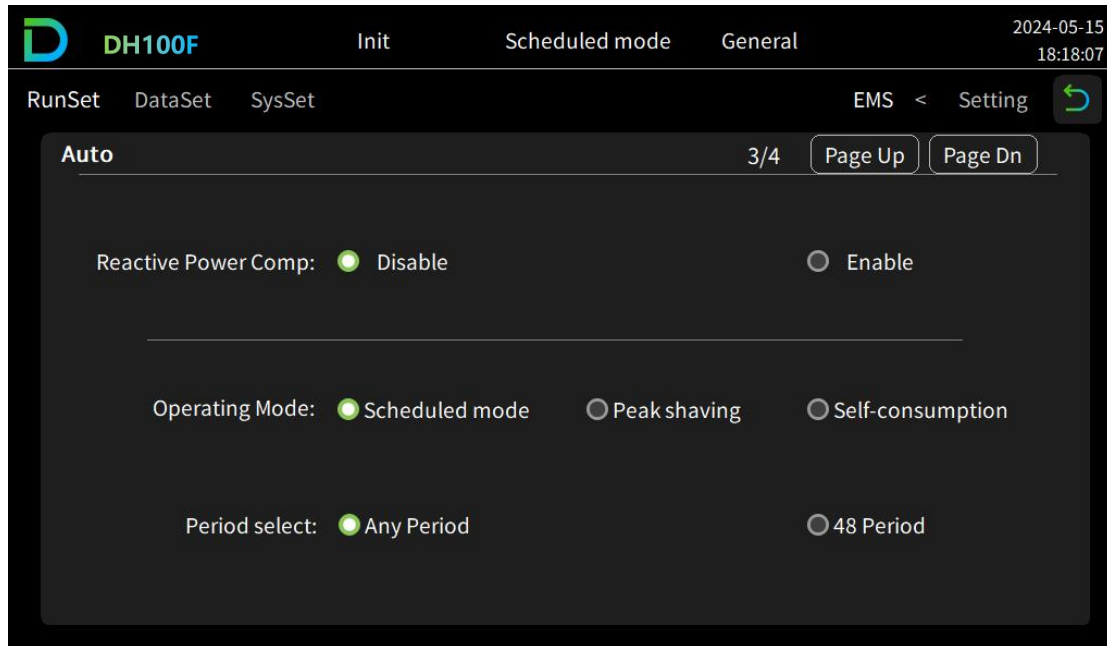 DH100F Init Scheduled mode General 2024-05-15
18:18:07
RunSet DataSet SysSet EMS < Setting
Auto 3/4 Page Up Page Dn
Reactive Power Comp: Disable Enable
Operating Mode: Scheduled mode Peak shaving Self-consumption
Period select: Any Period 48 Period